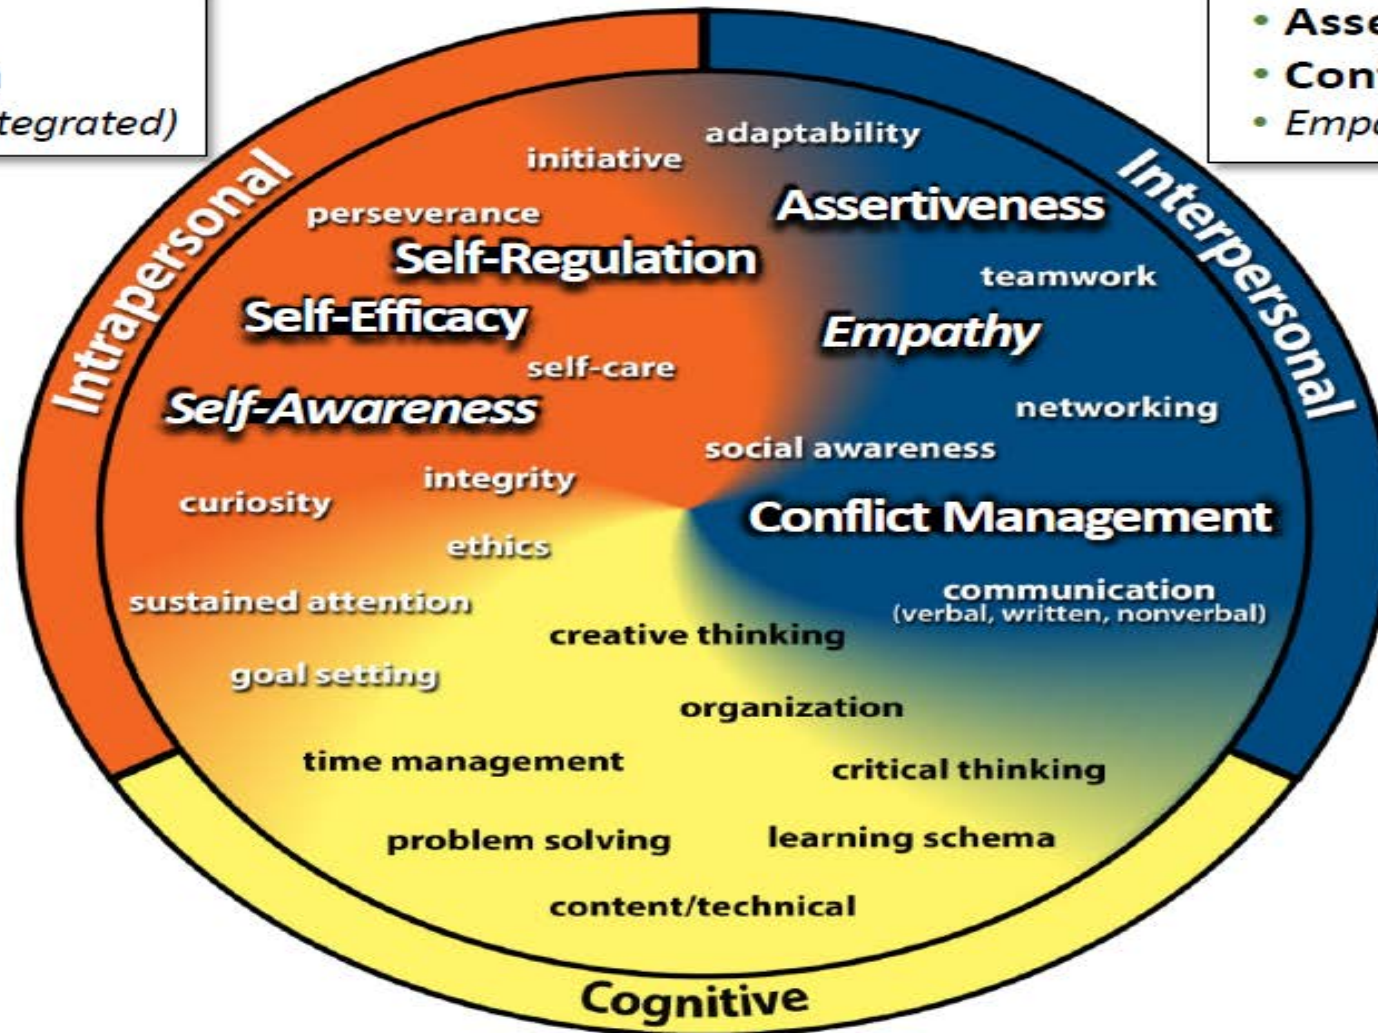 tegrated)
• Asse
• Con
• Empa
Intrapersonal
Interpersonal
adaptability
initiative
Assertiveness
perseverance
Self-Regulation
teamwork
Self-Efficacy
Empathy
self-care
Self-Awareness
networking
social awareness
integrity
curiosity
Conflict Management
ethics
communication
(verbal, written, nonverbal)
sustained attention
creative thinking
goal setting
organization
time management
critical thinking
problem solving
learning schema
content/technical
Cognitive